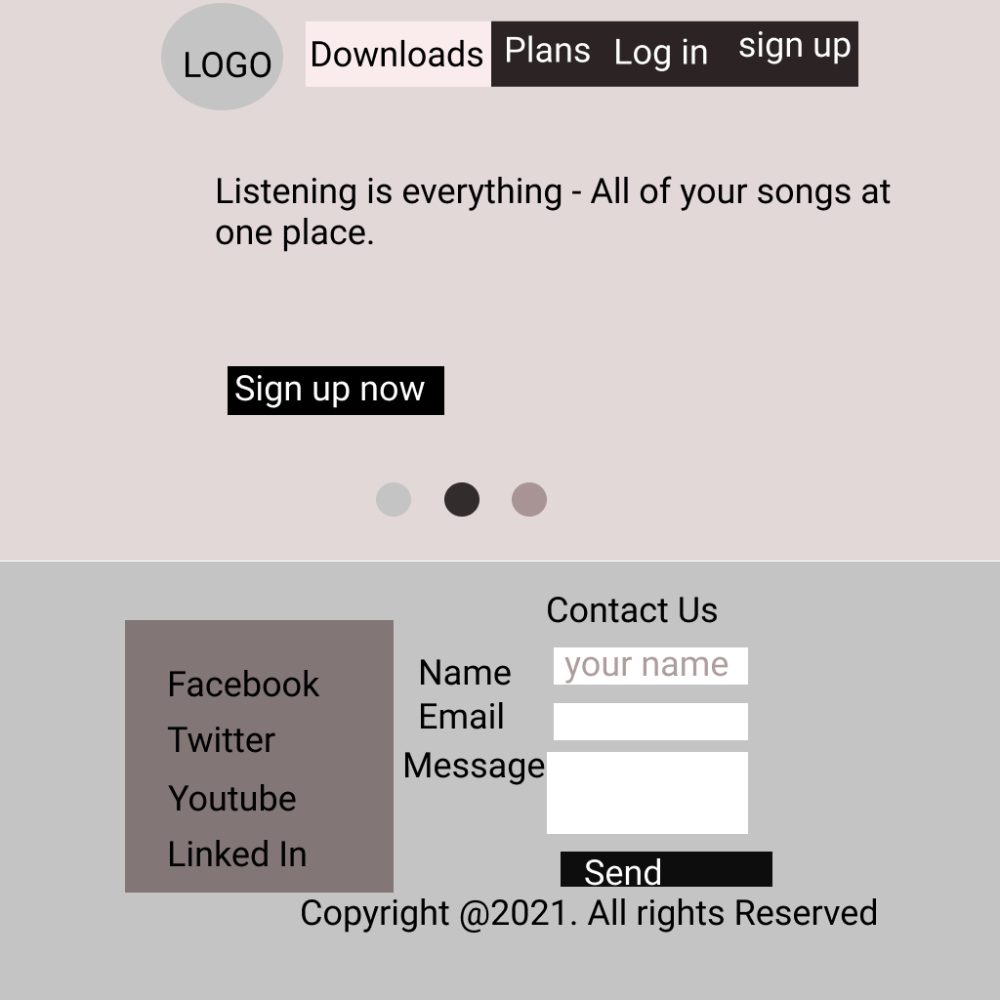 LOGO
Downloads
Plans
Log in
sign up
Listening is everything - All of your songs at
one place.
Sign up now
Contact Us
Facebook
Twitter
Youtube
Linked In
Name
your name
Email
Message
Send
Copyright @2021. All rights Reserved